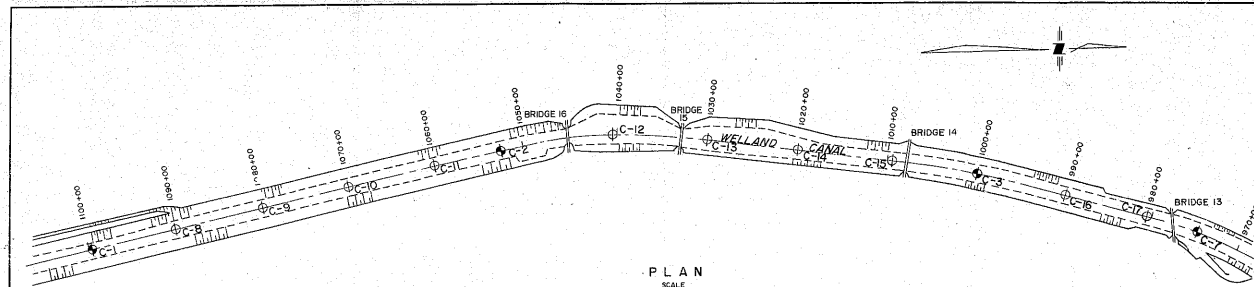 1100+00
1090+00
1080+00
1070+00
1060+00
1050+00
BRIDGE 16
1040+00
BRIDGE
15
1030+00
1020+00
1010+00
BRIDGE 14
1000+00
990+00
980+00
BRIDGE 13
970+0
C-1
C-8
C-9
C-10
C-11
C-2
C-12
C-13
WELLAND CANAL
C-14
C-15
C-3
C-16
C-17
C-7
PLAN
SCALE